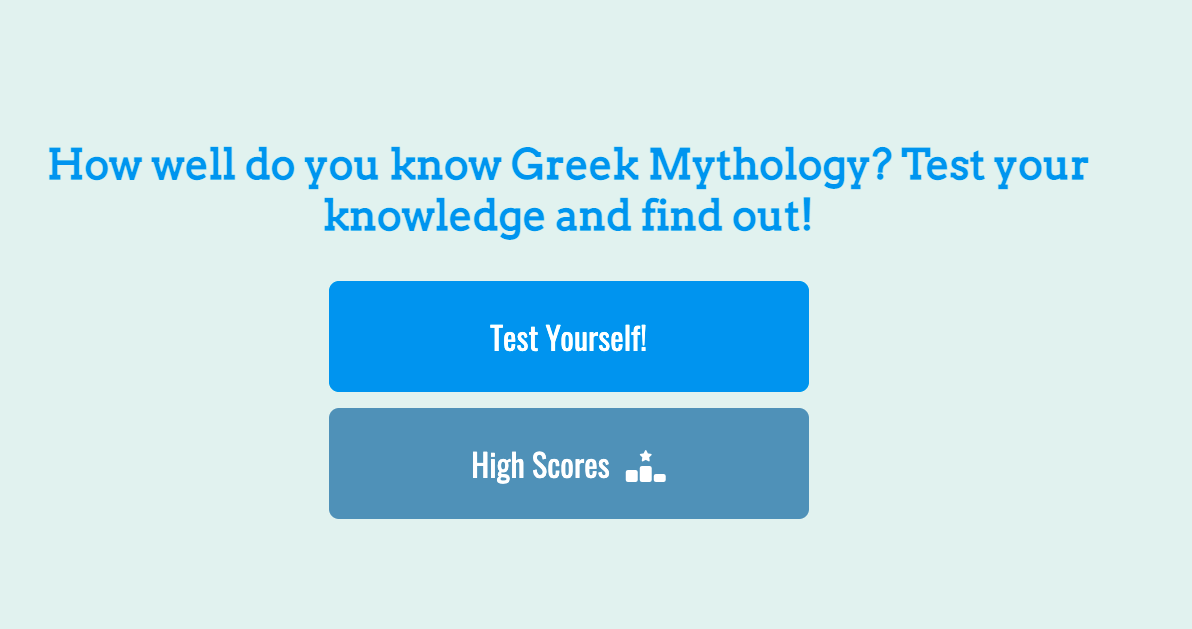 How well do you know Greek Mythology? Test your
knowledge and find out!
Test Yourself!
High Scores